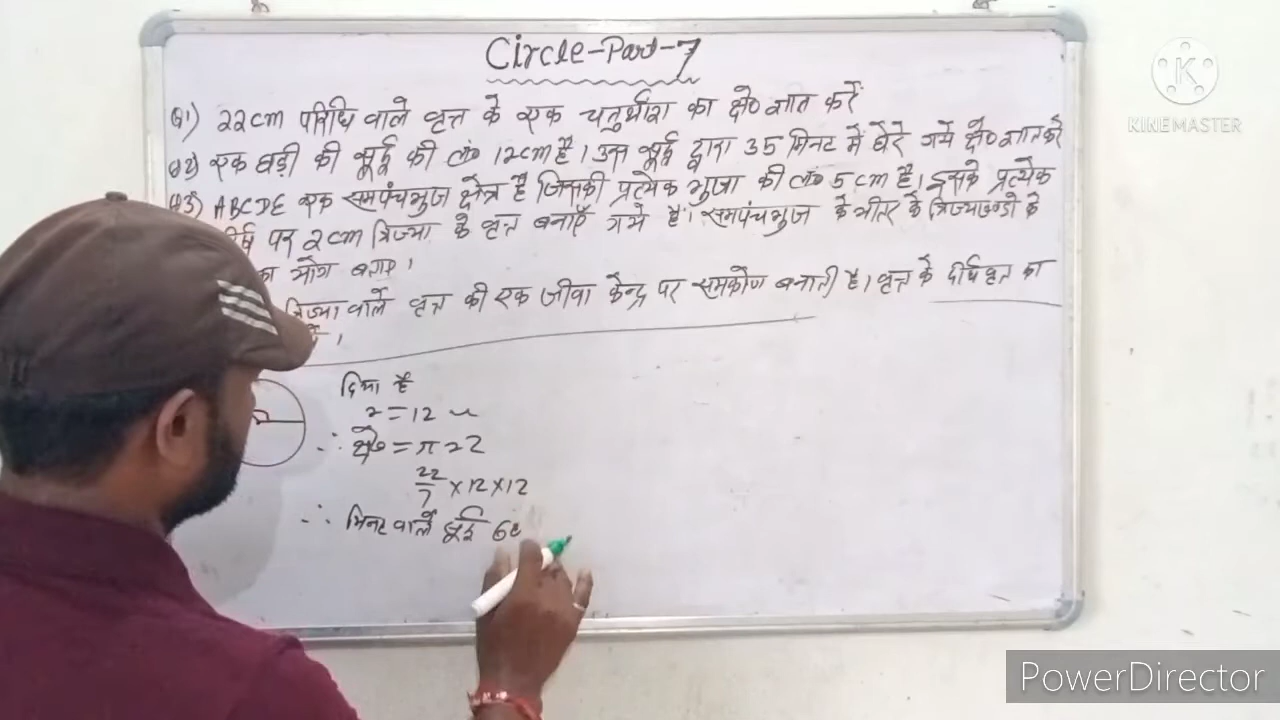 Circle-Part-7
Q1) 22cm परिधि वाले वृत्त के एक चतुर्थांश का क्षे० ज्ञात करें
Q2) एक घड़ी की सूई की लं० 12cm है। उस सूई द्वारा 35 मिनट में घेरे गये क्षे० ज्ञात करें
Q3) ABCDE एक समपंचभुज क्षेत्र है जिसकी प्रत्येक भुजा की लं० 5cm है। इसके प्रत्येक
पर 2cm त्रिज्या के वृत्त बनाएँ गये हैं। समपंचभुज के भीतर के त्रिज्यखण्डो के
का योग बताए।
त्रिज्या वाले वृत्त की एक जीवा केन्द्र पर समकोण बनाती है। वृत्त के दीर्घ वृत का
दिया है
r = 12
∴ क्षे० = πr2
22/7 × 12 × 12
∴ मिनट वाले सूई 60
KINEMASTER
PowerDirector